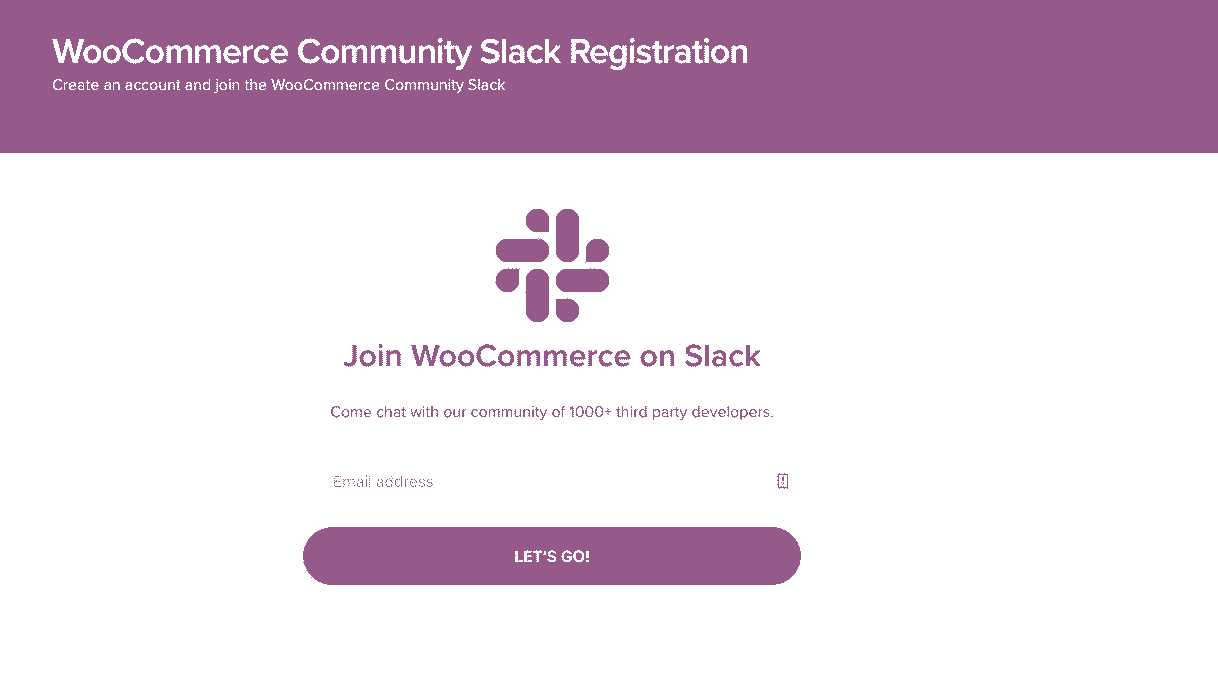 WooCommerce Community Slack Registration
Create an account and join the WooCommerce Community Slack
Join WooCommerce on Slack
Come chat with our community of 1000+ third party developers.
Email address
LET'S GO!